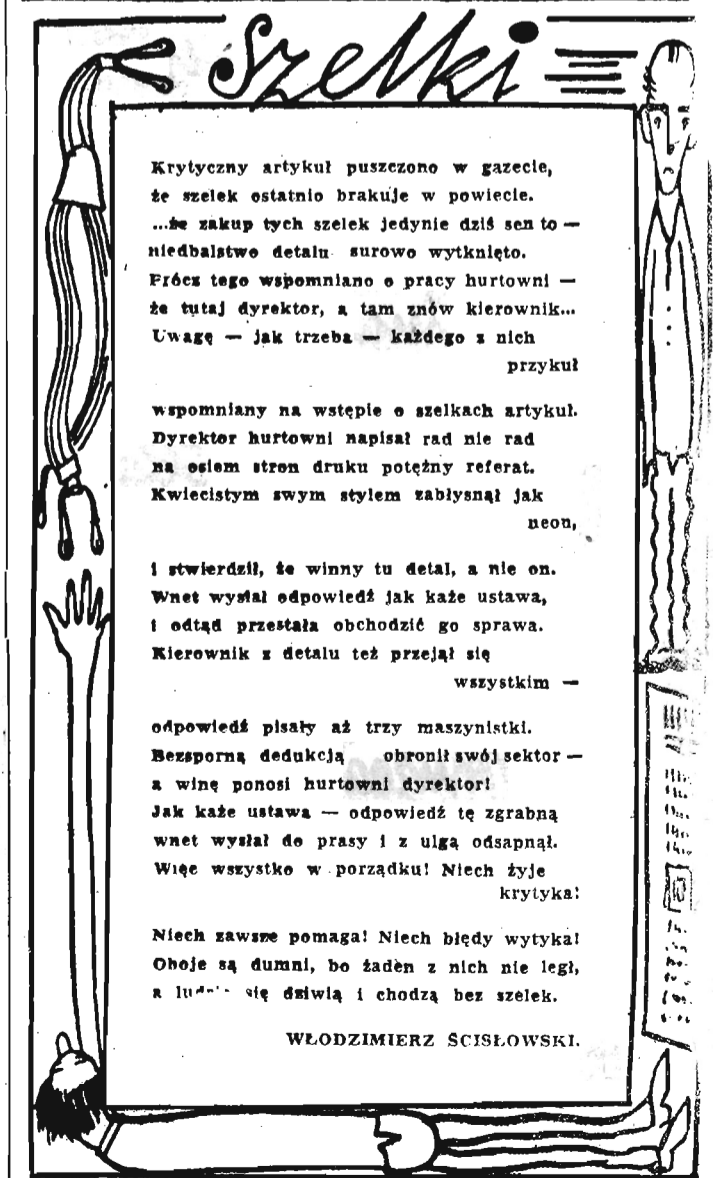 Szelki
Krytyczny artykuł puszczono w gazecie,
że szelek ostatnio brakuje w powiecie.
...że zakup tych szelek jedynie dziś sen to —
niedbalstwo detalu surowo wytknięto.
Prócz tego wspomniano o pracy hurtowni —
że tutaj dyrektor, a tam znów kierownik...
Uwagę — jak trzeba — każdego z nich
przykuł
wspomniany na wstępie o szelkach artykuł.
Dyrektor hurtowni napisał rad nie rad
na osiem stron druku potężny referat.
Kwiecistym swym stylem zabłysnął jak
neon,
i stwierdził, że winny tu detal, a nie on.
Wnet wysłał odpowiedź jak każe ustawa,
i odtąd przestała obchodzić go sprawa.
Kierownik z detalu też przejął się
wszystkim —
odpowiedź pisały aż trzy maszynistki.
Bezsporną dedukcją obronił swój sektor —
a winę ponosi hurtowni dyrektor!
Jak każe ustawa — odpowiedź tę zgrabną
wnet wysłał do prasy i z ulgą odsapnął.
Więc wszystko w porządku! Niech żyje
krytyka!
Niech zawsze pomaga! Niech błędy wytyka!
Oboje są dumni, bo żaden z nich nie legł,
a się dziwią i chodzą bez szelek.
WŁODZIMIERZ ŚCISŁOWSKI.